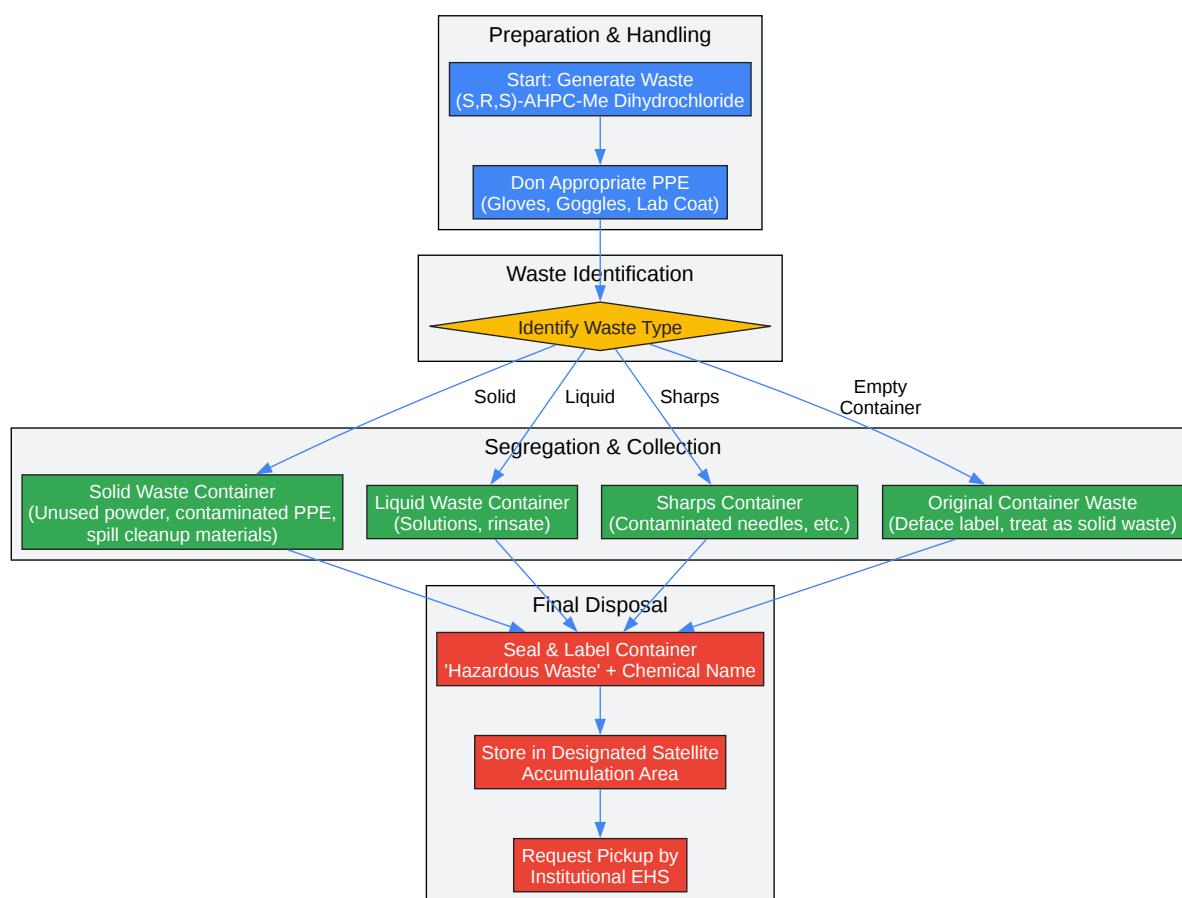 Preparation & Handling
Start: Generate Waste
(S,R,S)-AHPC-Me Dihydrochloride
Don Appropriate PPE
(Gloves, Goggles, Lab Coat)
Waste Identification
Identify Waste Type
Solid
Liquid
Sharps
Empty
Container
Segregation & Collection
Solid Waste Container
(Unused powder, contaminated PPE,
spill cleanup materials)
Liquid Waste Container
(Solutions, rinsate)
Sharps Container
(Contaminated needles, etc.)
Original Container Waste
(Deface label, treat as solid waste)
Final Disposal
Seal & Label Container
'Hazardous Waste' + Chemical Name
Store in Designated Satellite
Accumulation Area
Request Pickup by
Institutional EHS